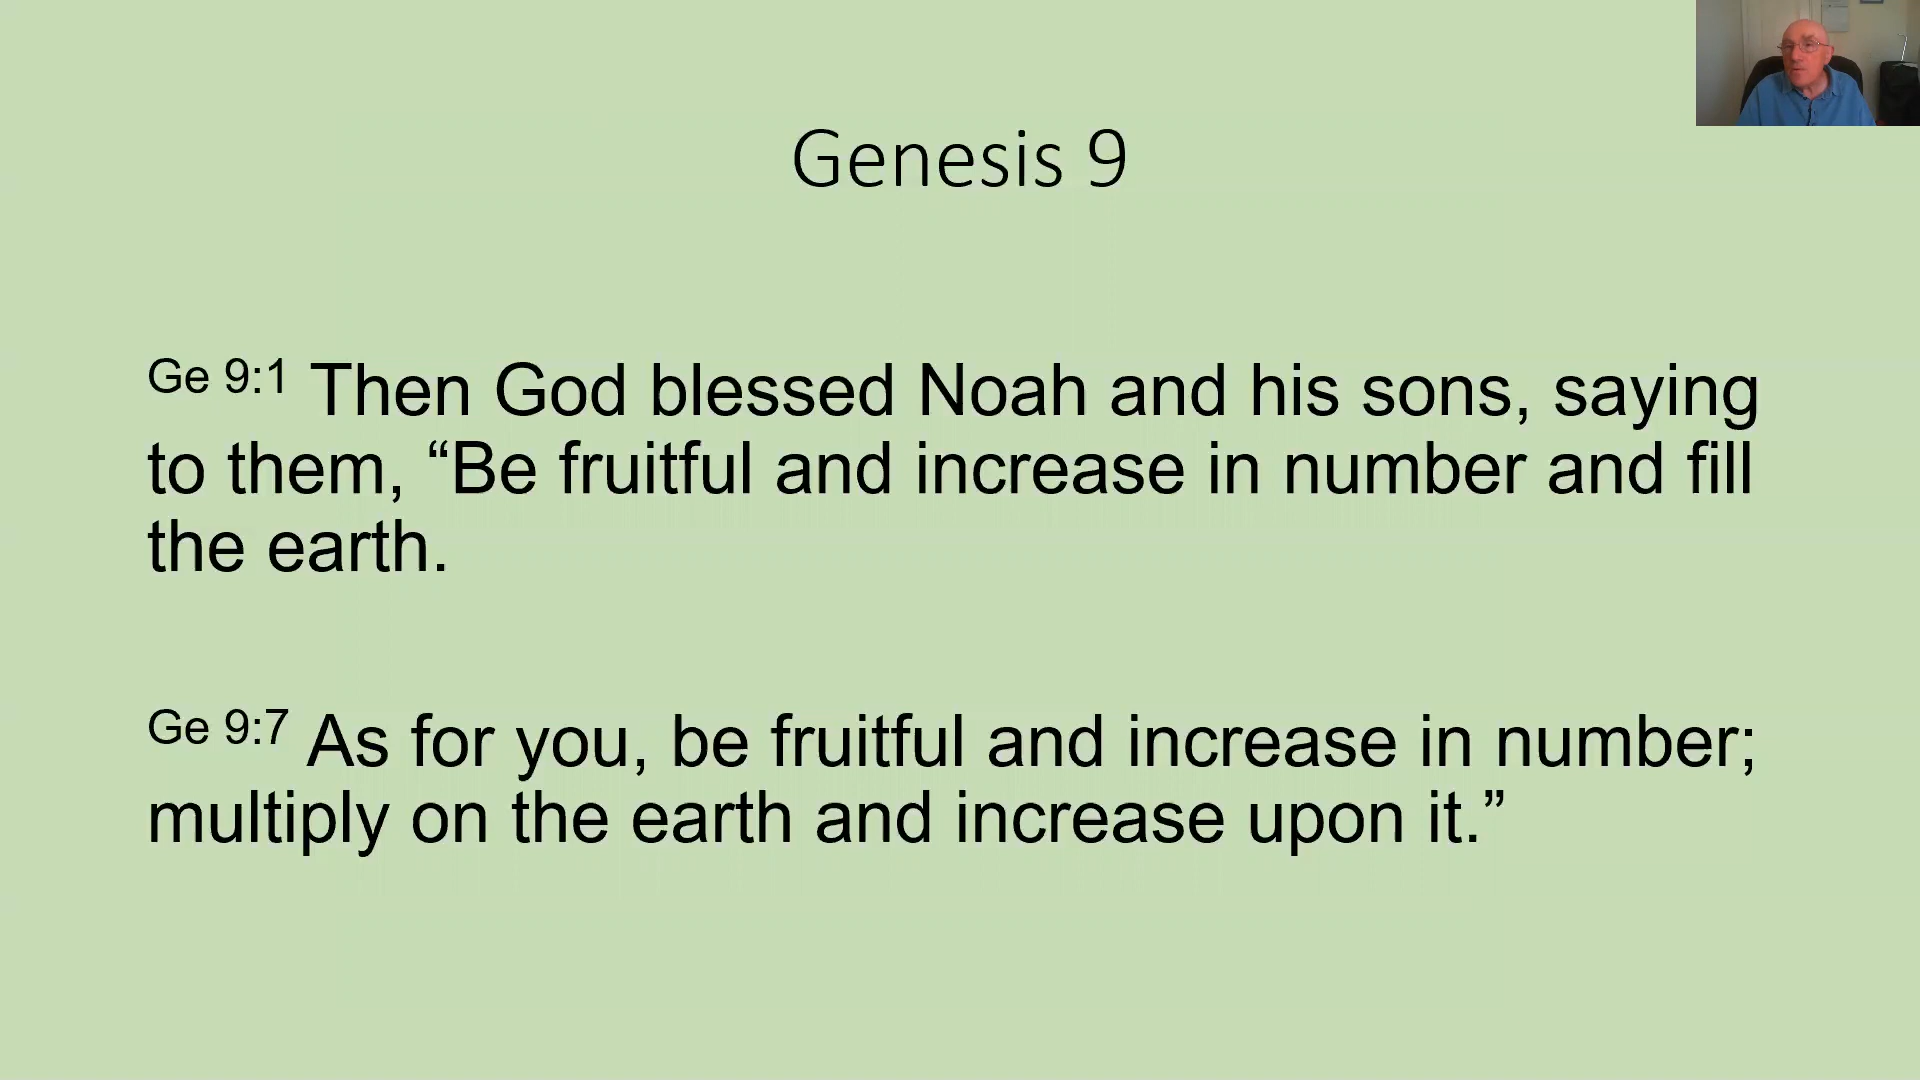 Genesis 9
Ge 9:1 Then God blessed Noah and his sons, saying
to them, “Be fruitful and increase in number and fill
the earth.
Ge 9:7 As for you, be fruitful and increase in number;
multiply on the earth and increase upon it.”